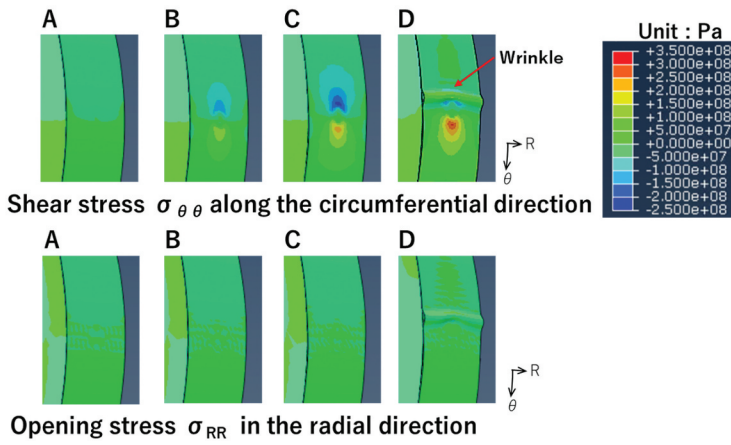 A B C D
Unit : Pa
Wrinkle
+3.500e+08
+3.000e+08
+2.500e+08
+2.000e+08
+1.500e+08
+1.000e+08
+5.000e+07
+0.000e+00
-5.000e+07
-1.000e+08
-1.500e+08
-2.000e+08
-2.500e+08
R
θ
Shear stress σθθ along the circumferential direction
A B C D
R
θ
Opening stress σRR in the radial direction